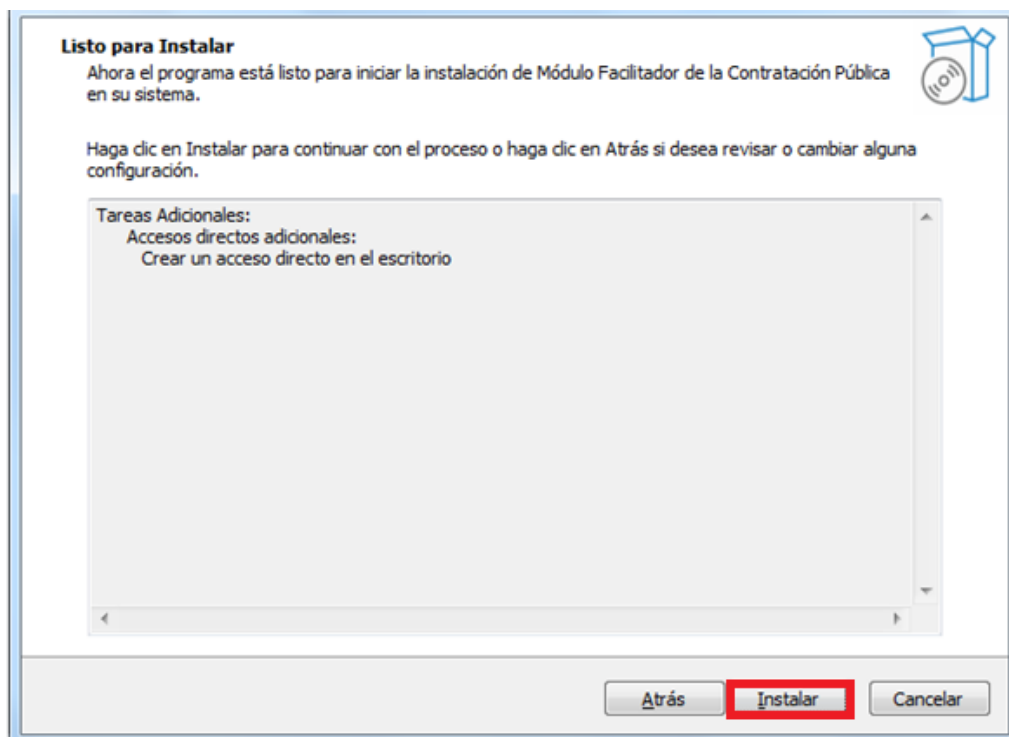 Listo para Instalar
Ahora el programa está listo para iniciar la instalación de Módulo Facilitador de la Contratación Pública
en su sistema.
Haga clic en Instalar para continuar con el proceso o haga clic en Atrás si desea revisar o cambiar alguna
configuración.
Tareas Adicionales:
Accesos directos adicionales:
Crear un acceso directo en el escritorio
Atrás
Instalar
Cancelar